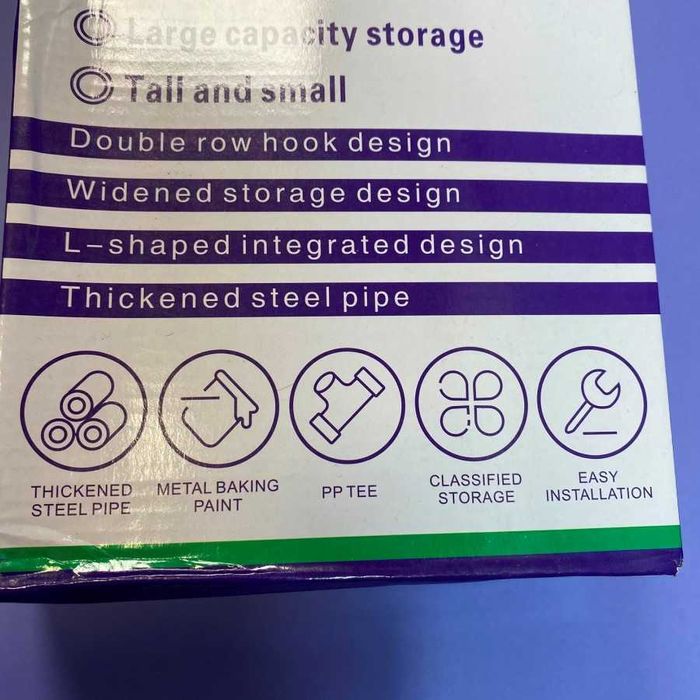 Large capacity storage
Tall and small
Double row hook design
Widened storage design
L-shaped integrated design
Thickened steel pipe
THICKENED
STEEL PIPE
METAL BAKING
PAINT
PP TEE
CLASSIFIED
STORAGE
EASY
INSTALLATION